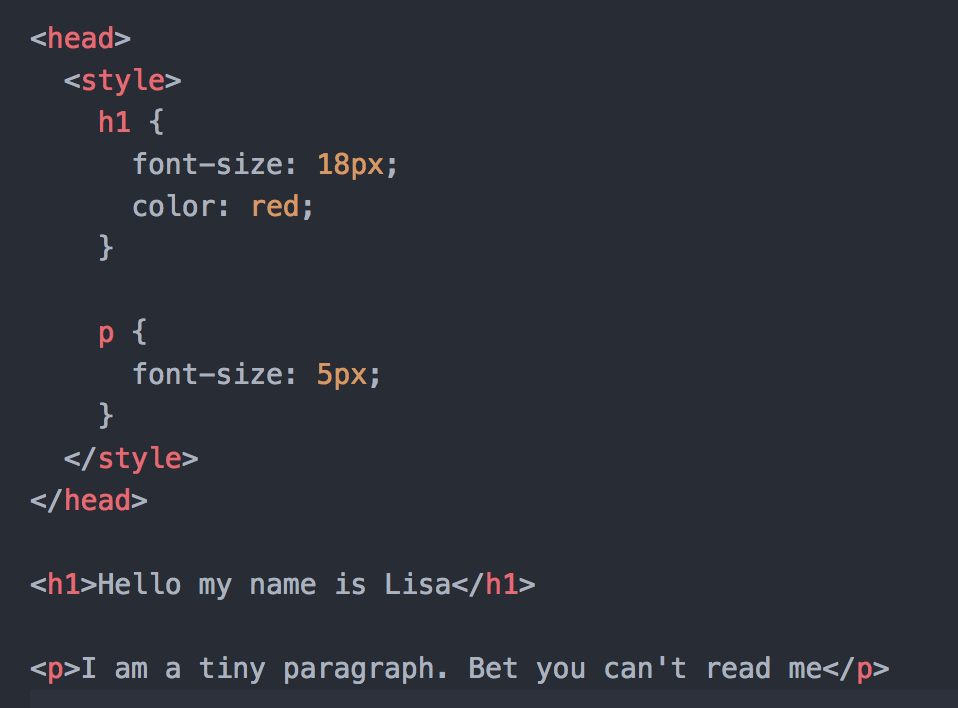 <head>
<style>
h1 {
font-size: 18px;
color: red;
}
p {
font-size: 5px;
}
</style>
</head>
<h1>Hello my name is Lisa</h1>
<p>I am a tiny paragraph. Bet you can't read me</p>